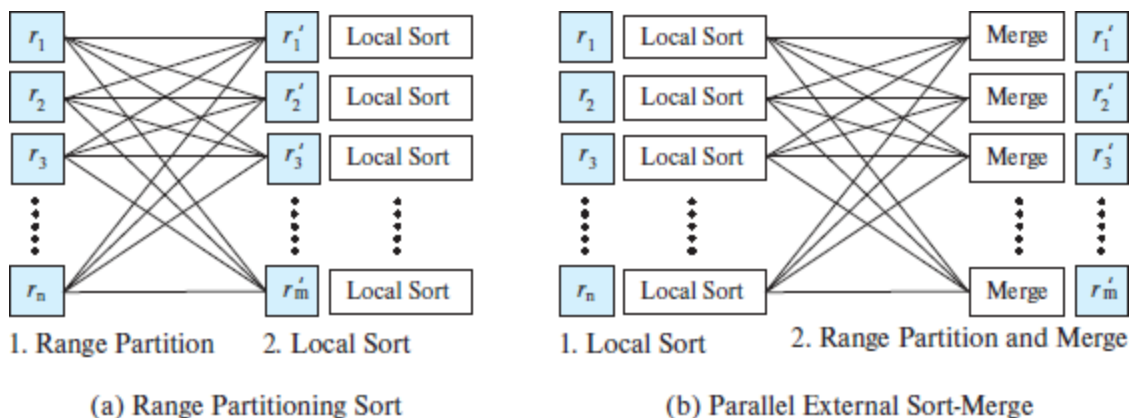 r1 r1′ Local Sort r1 Local Sort Merge r1′
r2 r2′ Local Sort r2 Local Sort Merge r2′
r3 r3′ Local Sort r3 Local Sort Merge r3′
rn rm′ Local Sort rn Local Sort Merge rm′
1. Range Partition 2. Local Sort 1. Local Sort 2. Range Partition and Merge
(a) Range Partitioning Sort (b) Parallel External Sort-Merge